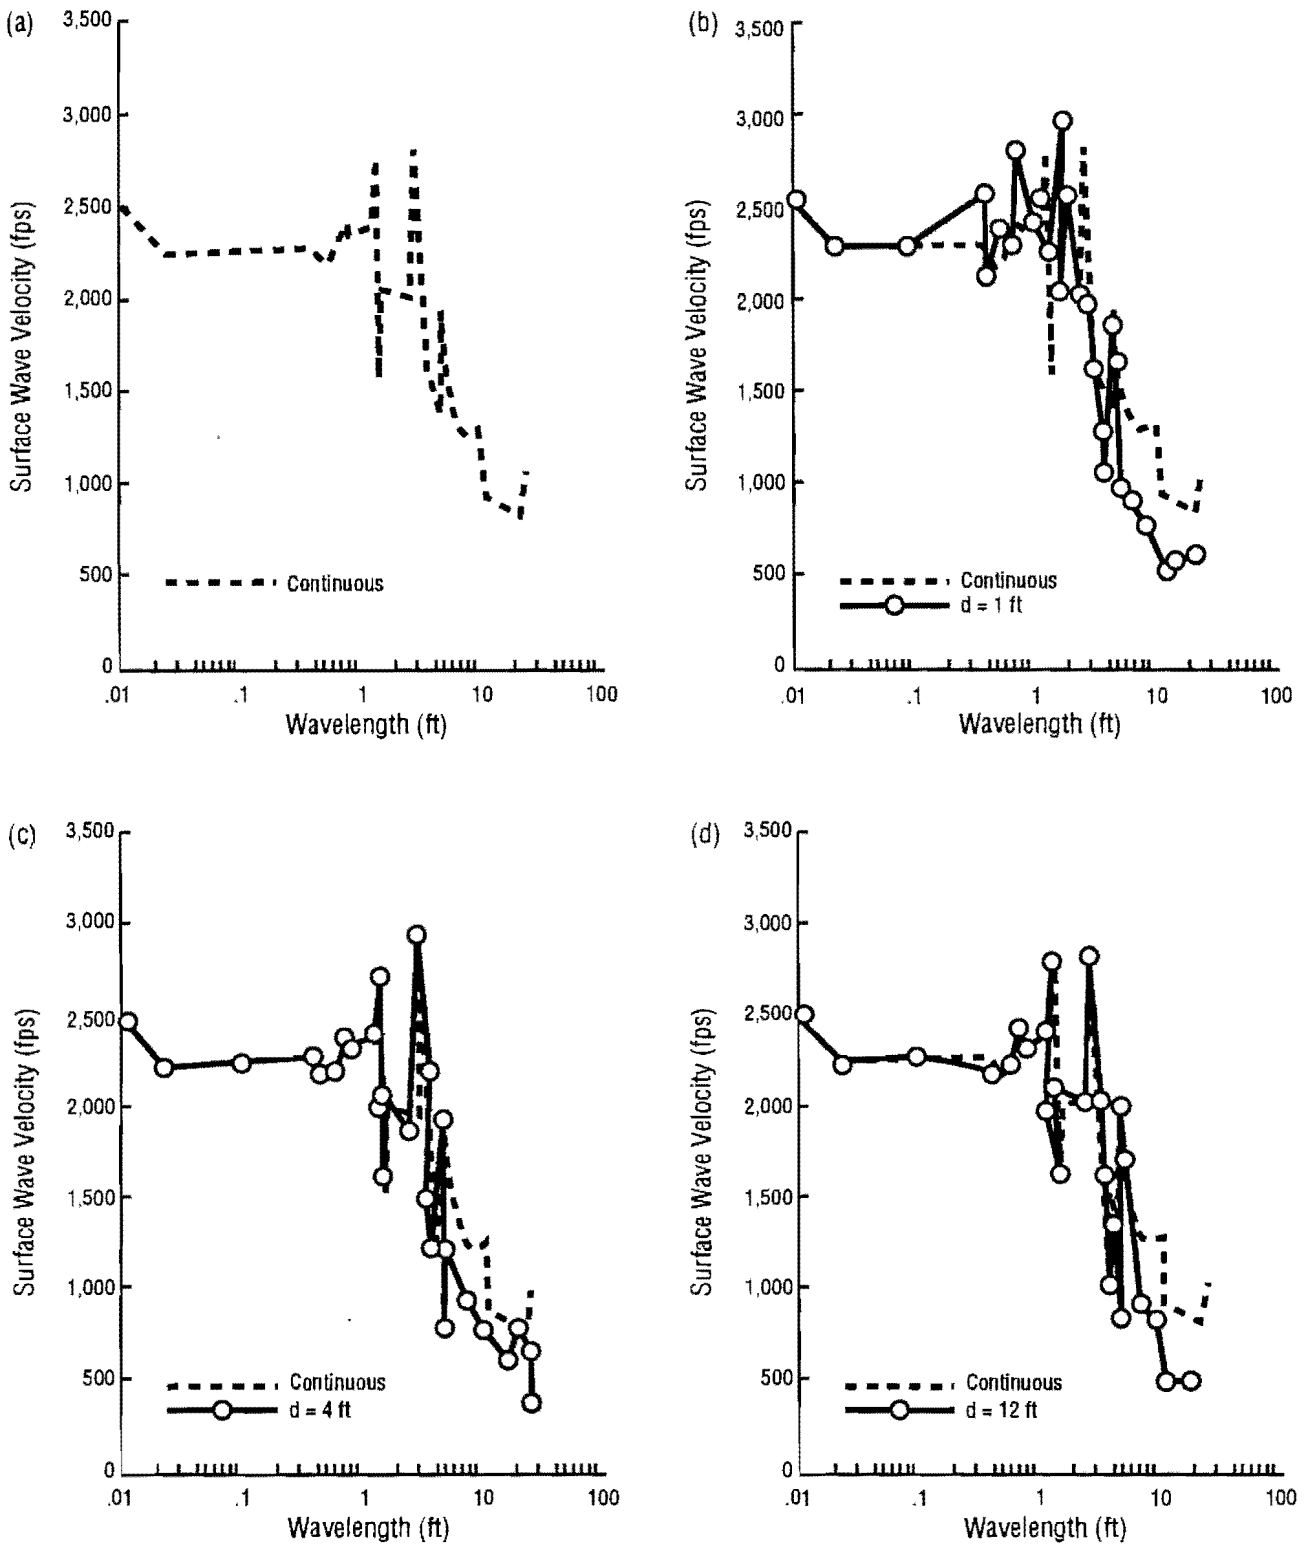 (a)
3,500
3,000
2,500
2,000
1,500
1,000
500
0
Surface Wave Velocity (fps)
Continuous
.01 .1 1 10 100
Wavelength (ft)
(b)
3,500
3,000
2,500
2,000
1,500
1,000
500
0
Surface Wave Velocity (fps)
Continuous
d = 1 ft
.01 .1 1 10 100
Wavelength (ft)
(c)
3,500
3,000
2,500
2,000
1,500
1,000
500
0
Surface Wave Velocity (fps)
Continuous
d = 4 ft
.01 .1 1 10 100
Wavelength (ft)
(d)
3,500
3,000
2,500
2,000
1,500
1,000
500
0
Surface Wave Velocity (fps)
Continuous
d = 12 ft
.01 .1 1 10 100
Wavelength (ft)